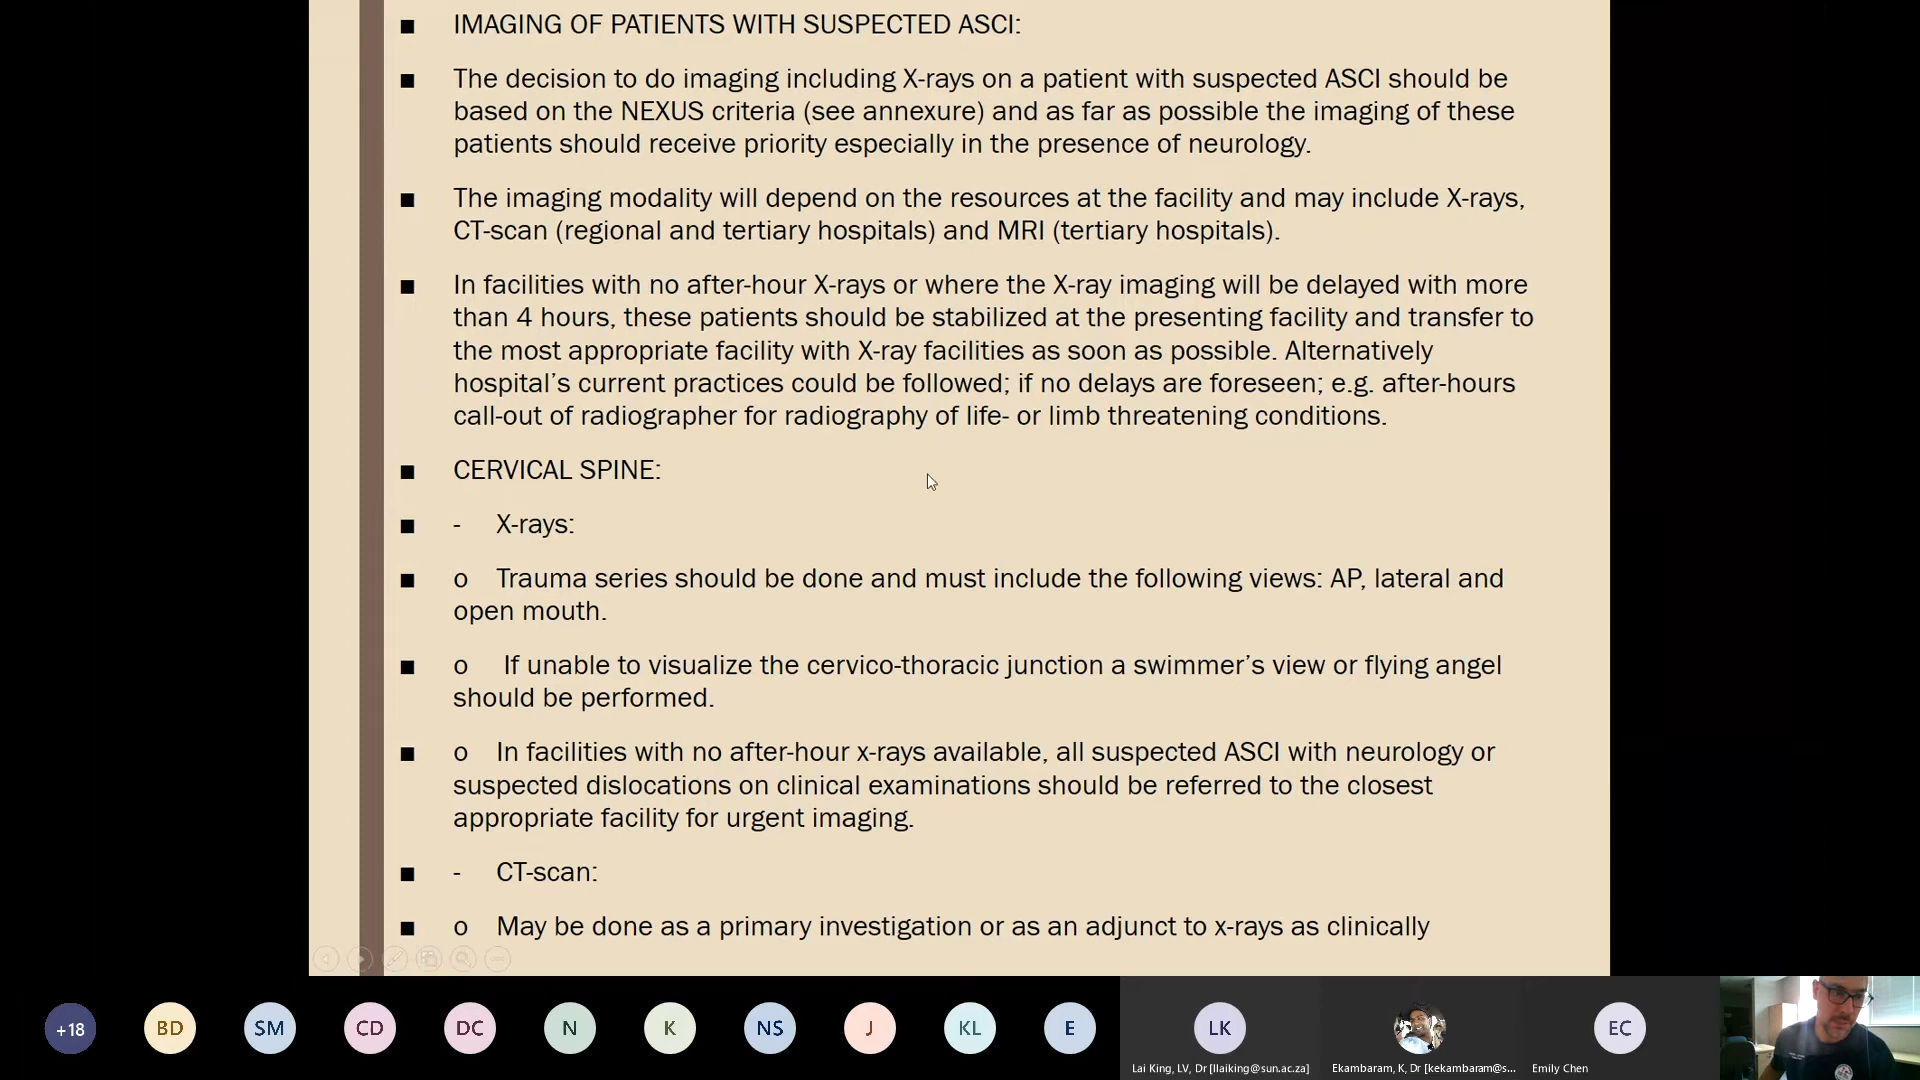 ■ IMAGING OF PATIENTS WITH SUSPECTED ASCI:
■ The decision to do imaging including X-rays on a patient with suspected ASCI should be
based on the NEXUS criteria (see annexure) and as far as possible the imaging of these
patients should receive priority especially in the presence of neurology.
■ The imaging modality will depend on the resources at the facility and may include X-rays,
CT-scan (regional and tertiary hospitals) and MRI (tertiary hospitals).
■ In facilities with no after-hour X-rays or where the X-ray imaging will be delayed with more
than 4 hours, these patients should be stabilized at the presenting facility and transfer to
the most appropriate facility with X-ray facilities as soon as possible. Alternatively
hospital’s current practices could be followed; if no delays are foreseen; e.g. after-hours
call-out of radiographer for radiography of life- or limb threatening conditions.
■ CERVICAL SPINE:
■ - X-rays:
■ o Trauma series should be done and must include the following views: AP, lateral and
open mouth.
■ o If unable to visualize the cervico-thoracic junction a swimmer’s view or flying angel
should be performed.
■ o In facilities with no after-hour x-rays available, all suspected ASCI with neurology or
suspected dislocations on clinical examinations should be referred to the closest
appropriate facility for urgent imaging.
■ - CT-scan:
■ o May be done as a primary investigation or as an adjunct to x-rays as clinically
+18 BD SM CD DC N K NS J KL E LK EC
Lai King, LV, Dr [llaiking@sun.ac.za] Ekambaram, K, Dr [kekambaram@s... Emily Chen